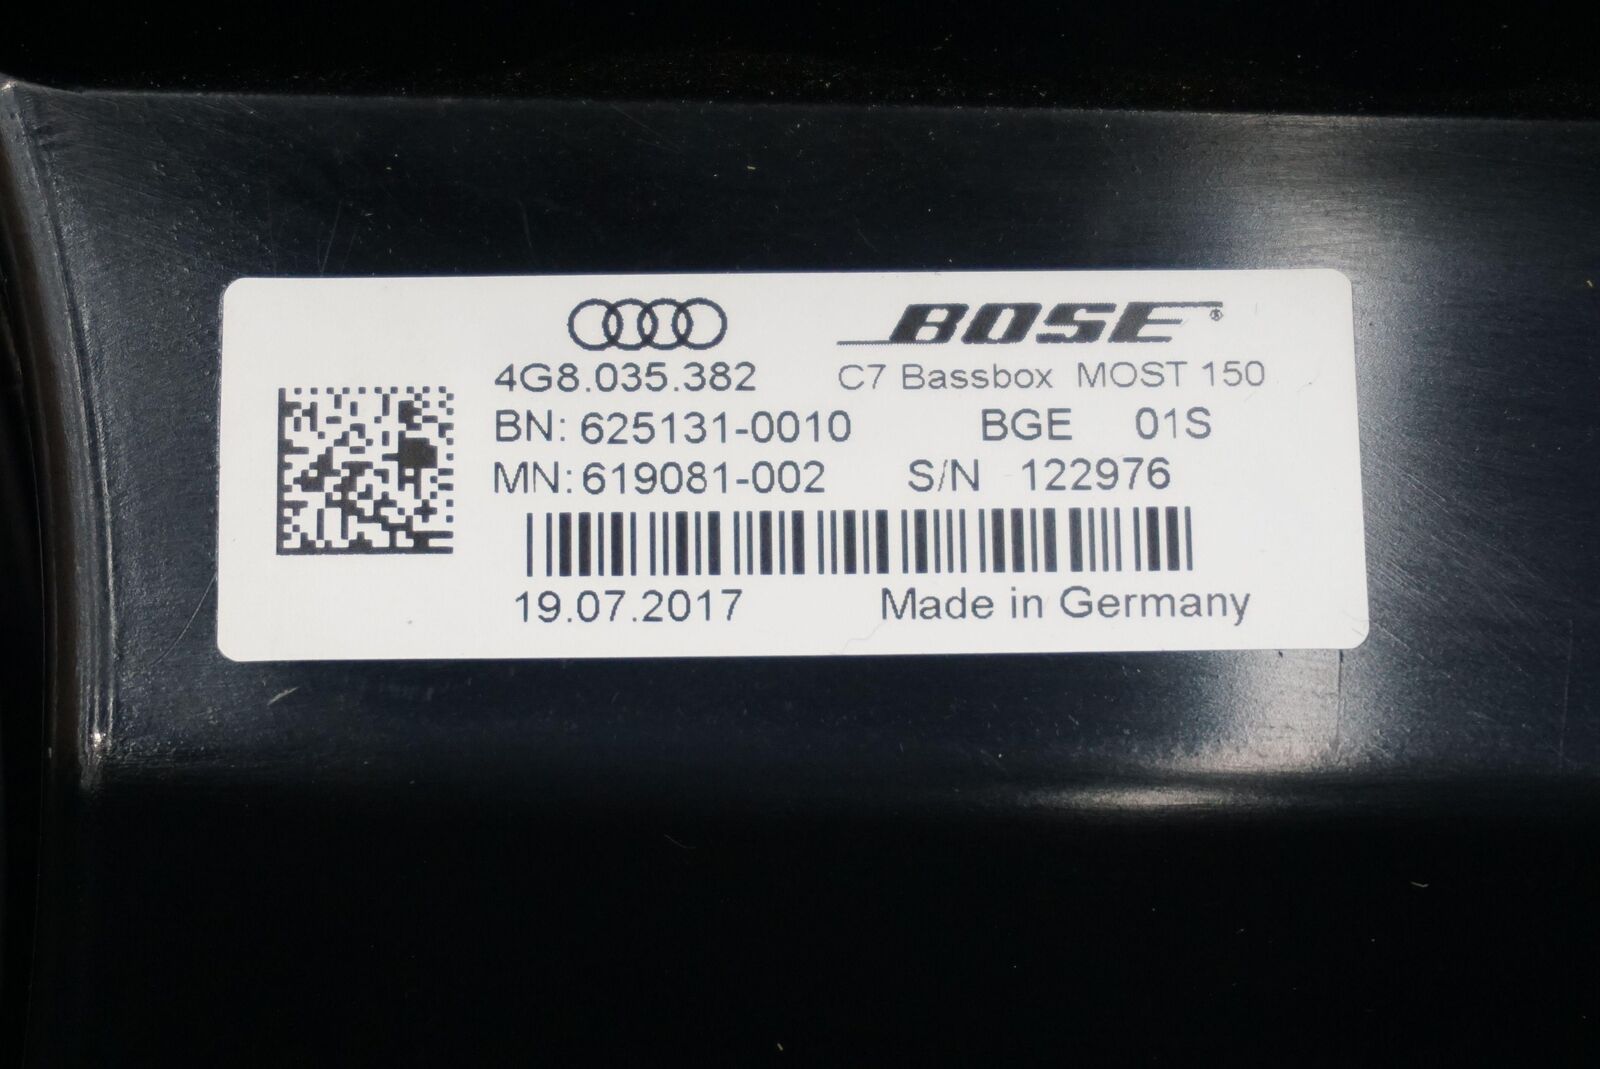 BOSE®
4G8.035.382 C7 Bassbox MOST 150
BN: 625131-0010 BGE 01S
MN:619081-002 S/N 122976
19.07.2017 Made in Germany